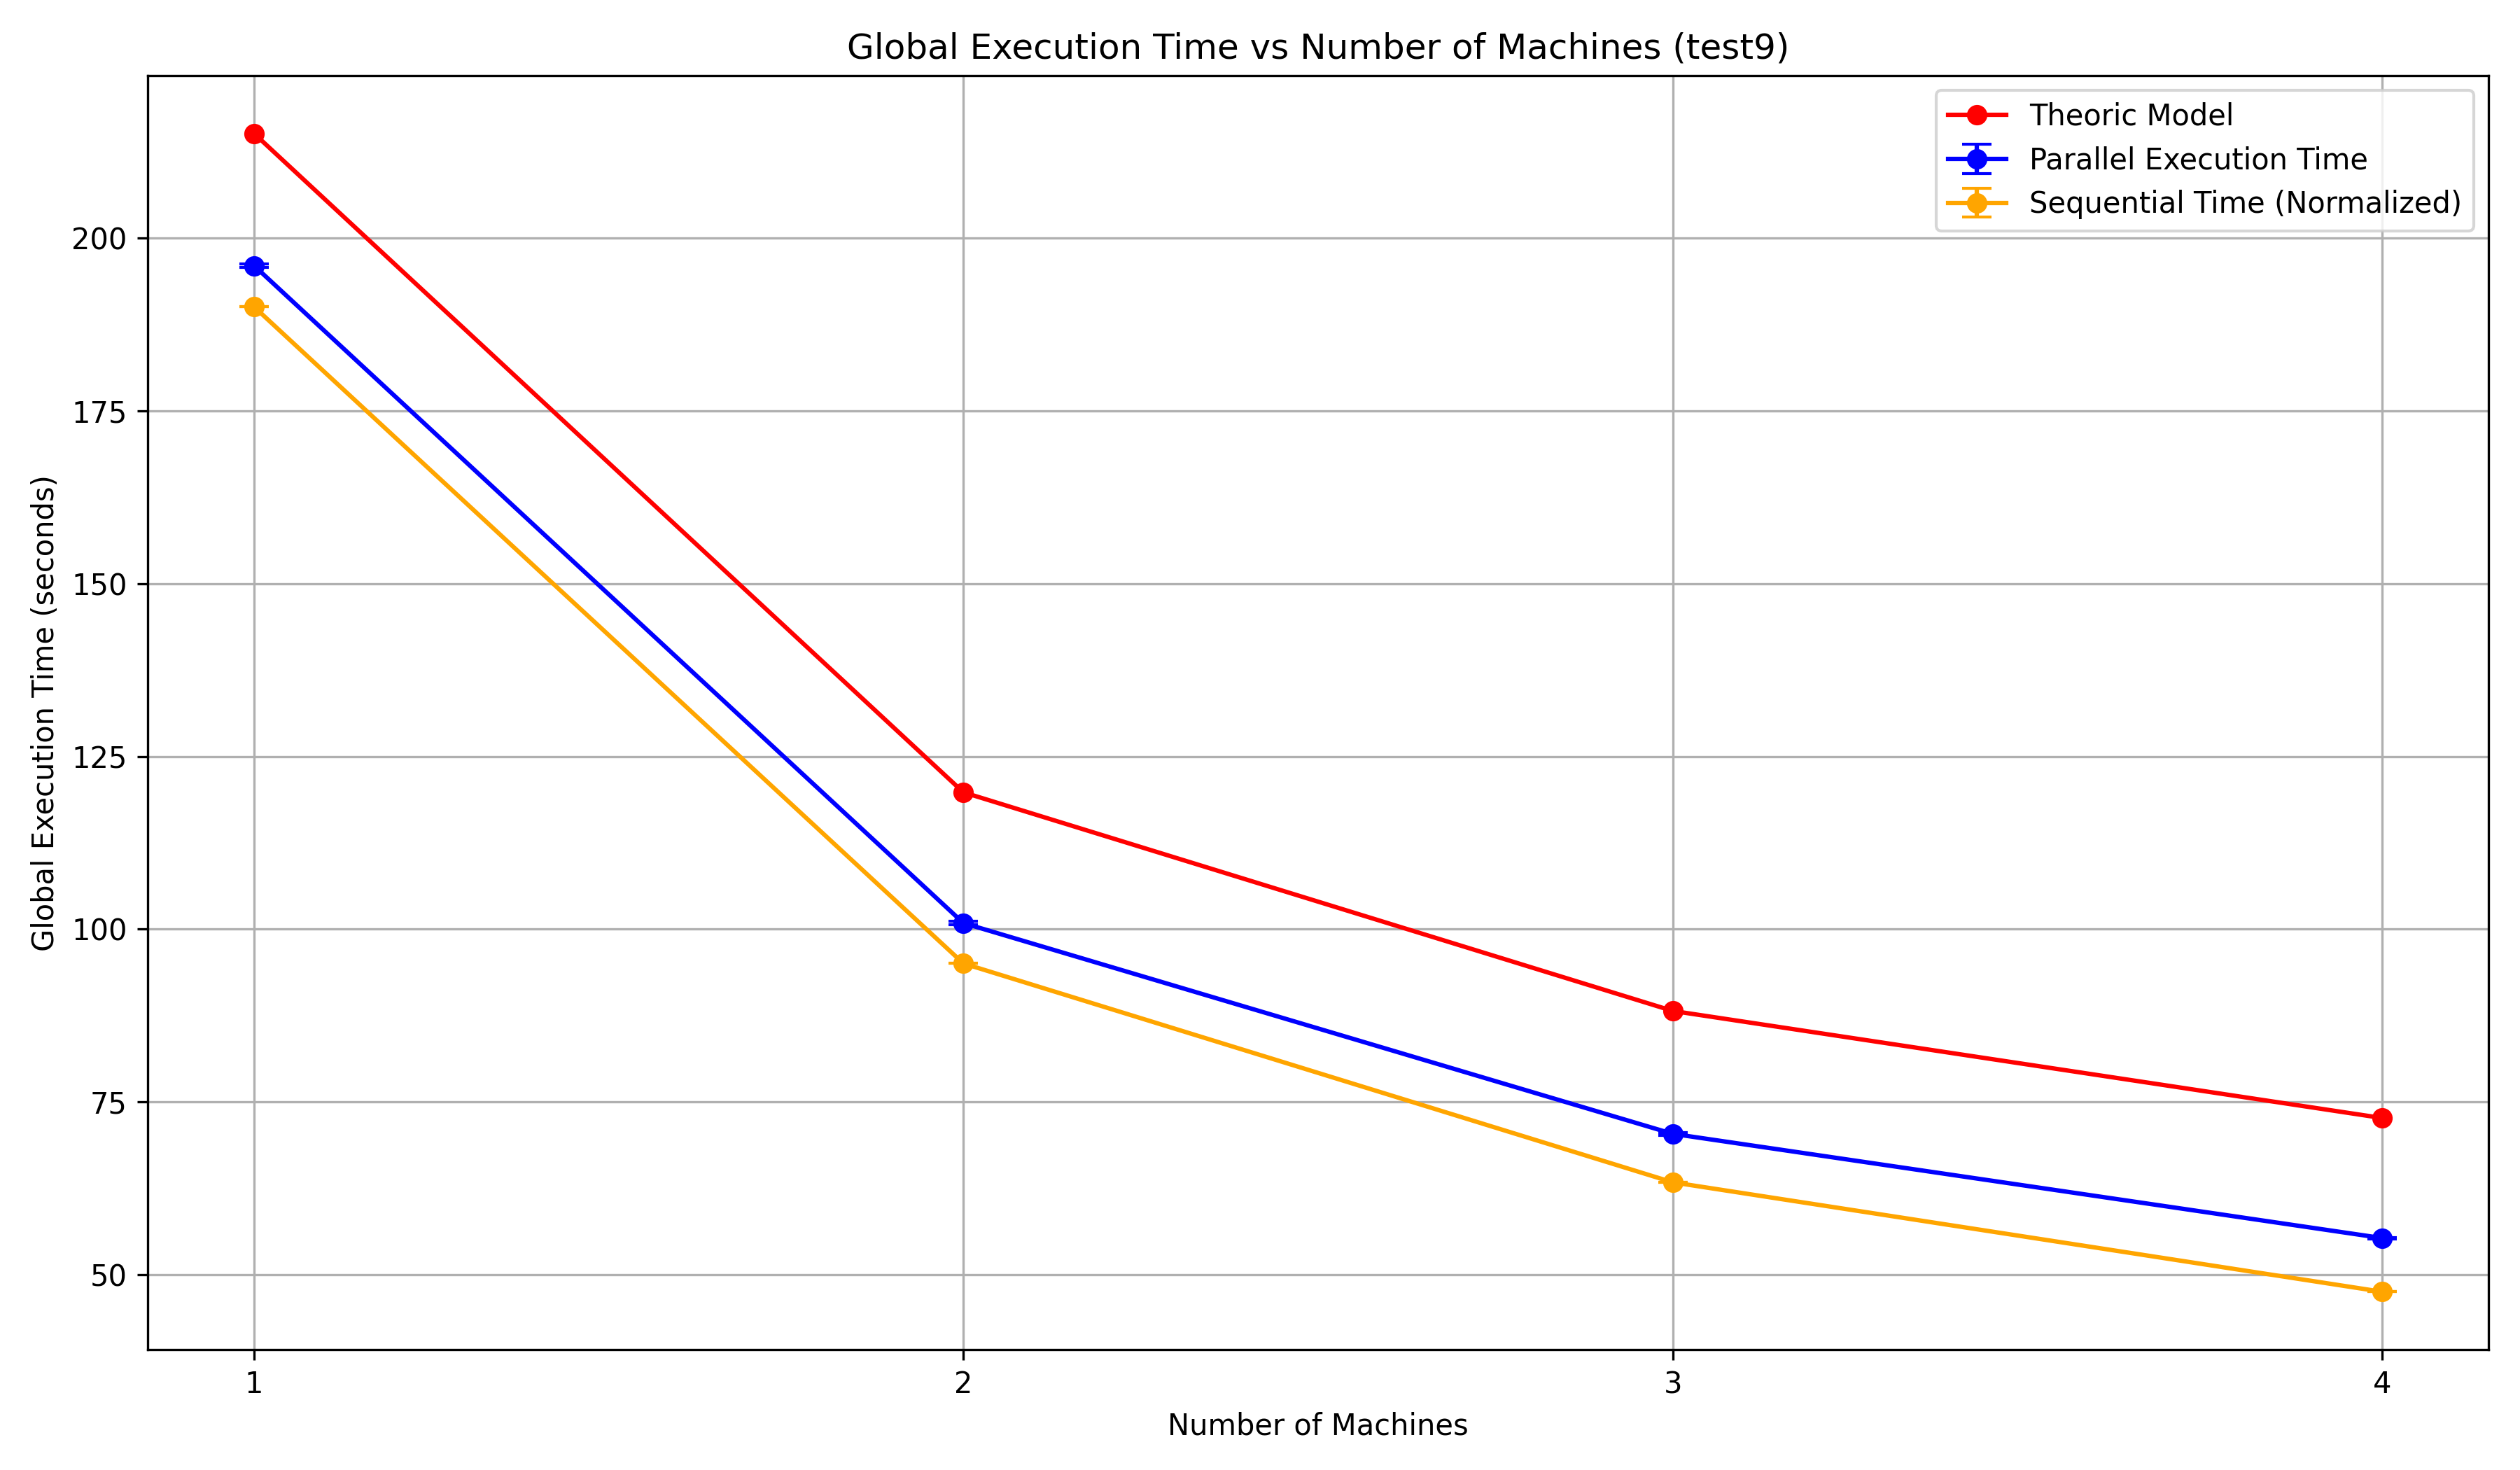 Global Execution Time vs Number of Machines (test9)
Theoric Model
Parallel Execution Time
Sequential Time (Normalized)
Global Execution Time (seconds)
200
175
150
125
100
75
50
1 2 3 4
Number of Machines